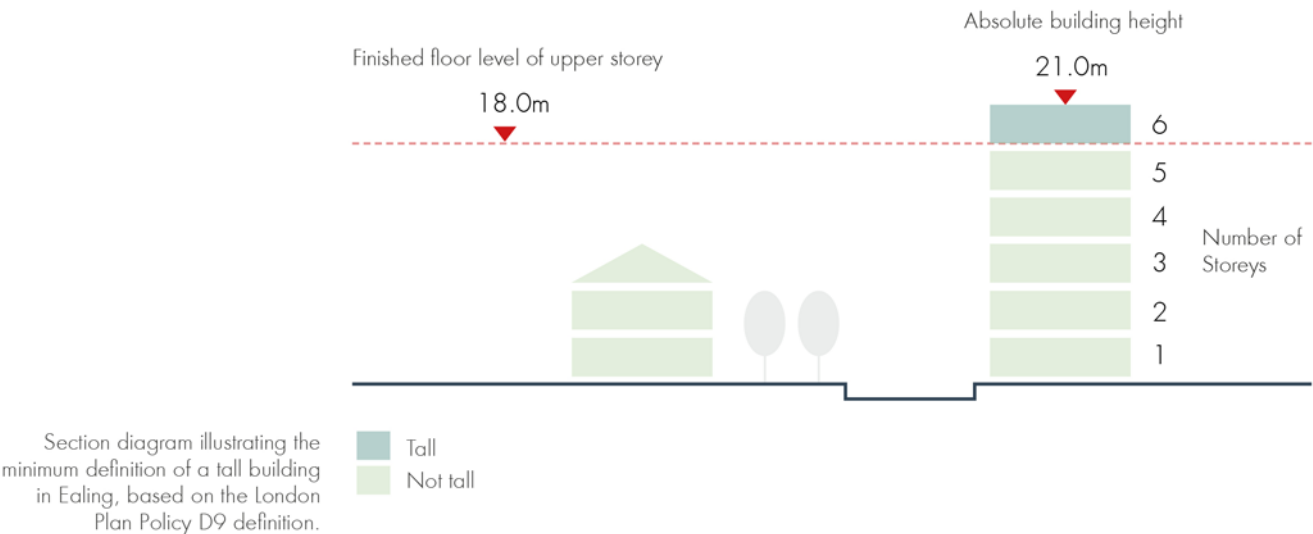 Absolute building height
21.0m
Finished floor level of upper storey
18.0m
6
5
4
3
2
1
Number of
Storeys
Section diagram illustrating the
minimum definition of a tall building
in Ealing, based on the London
Plan Policy D9 definition.
Tall
Not tall